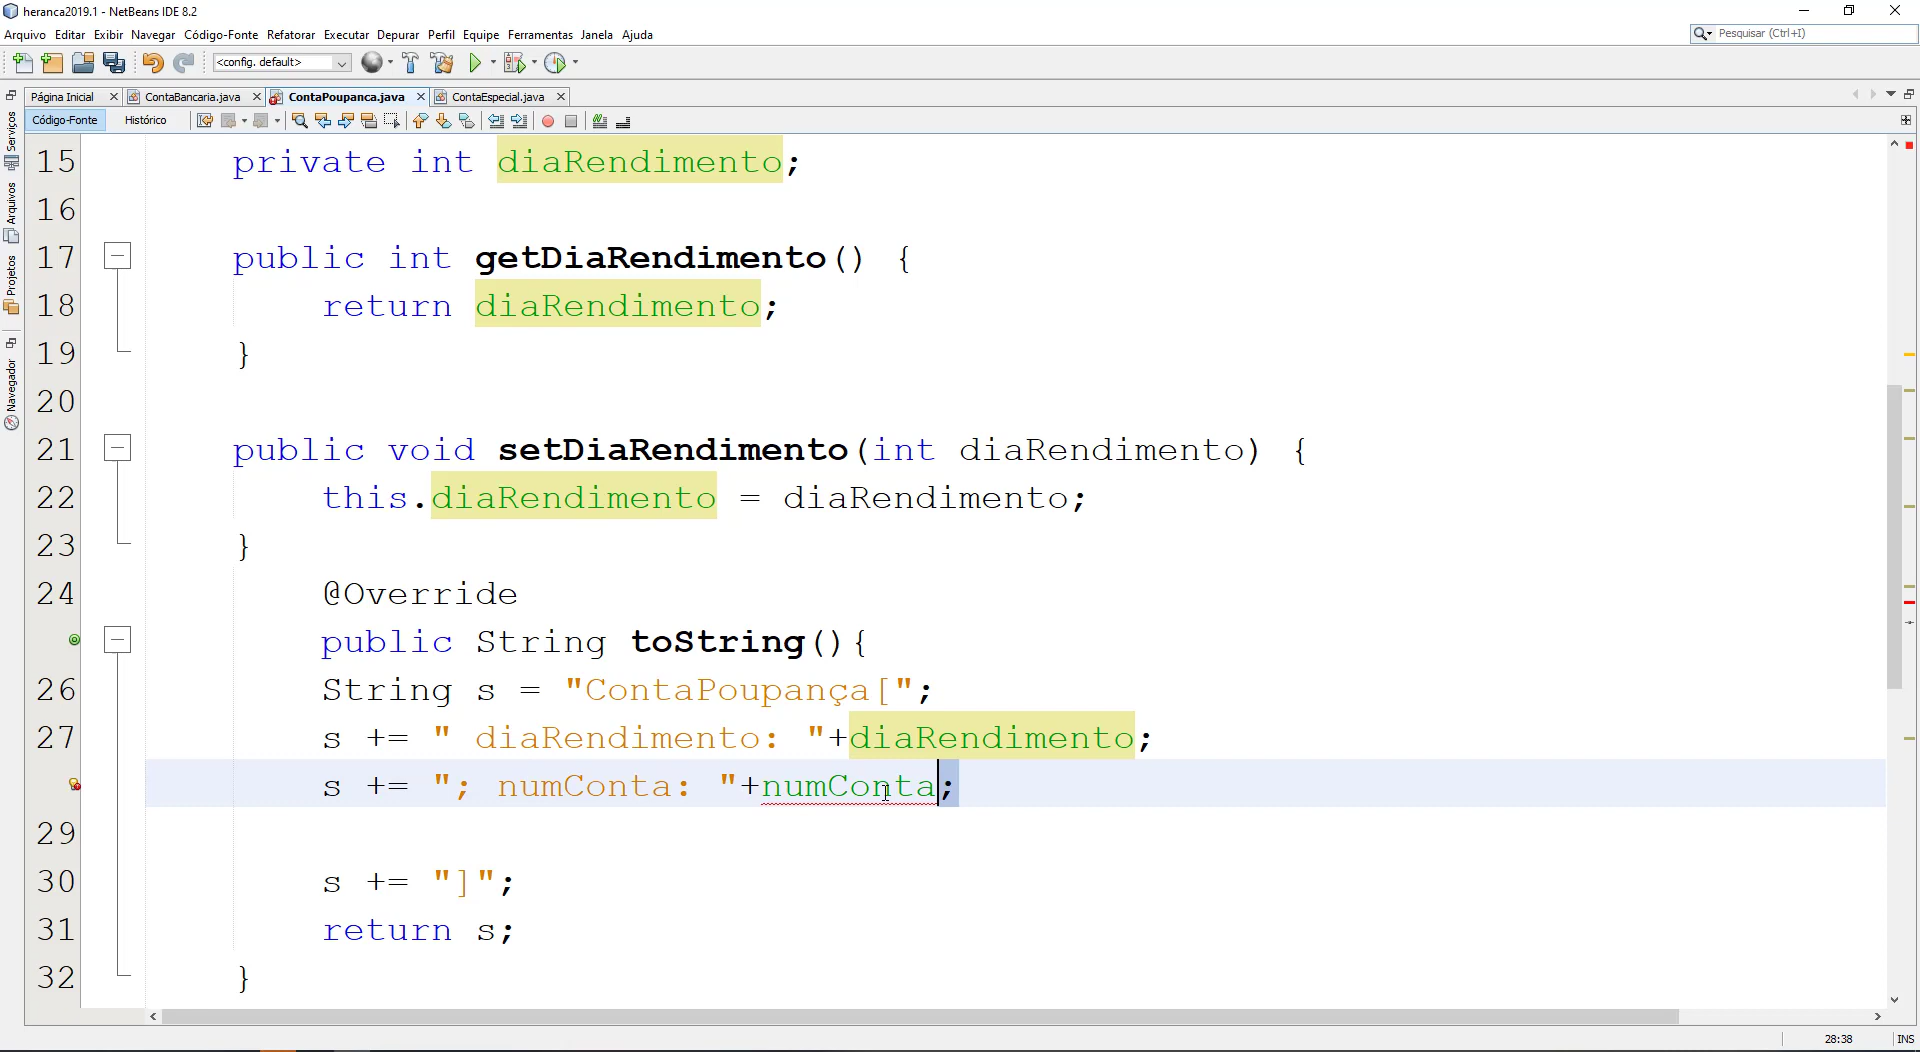 heranca2019.1 - NetBeans IDE 8.2
Arquivo Editar Exibir Navegar Código-Fonte Refatorar Executar Depurar Perfil Equipe Ferramentas Janela Ajuda
Pesquisar (Ctrl+I)
<config. default>
Página Inicial ContaBancaria.java ContaPoupanca.java ContaEspecial.java
Código-Fonte Histórico
Serviços
Arquivos
Projetos
Navegador
15 private int diaRendimento;
16
17 public int getDiaRendimento() {
18 return diaRendimento;
19 }
20
21 public void setDiaRendimento(int diaRendimento) {
22 this.diaRendimento = diaRendimento;
23 }
24 @Override
public String toString(){
26 String s = "ContaPoupança[";
27 s += " diaRendimento: "+diaRendimento;
s += "; numConta: "+numConta;
29
30 s += "]";
31 return s;
32 }
28:38 INS